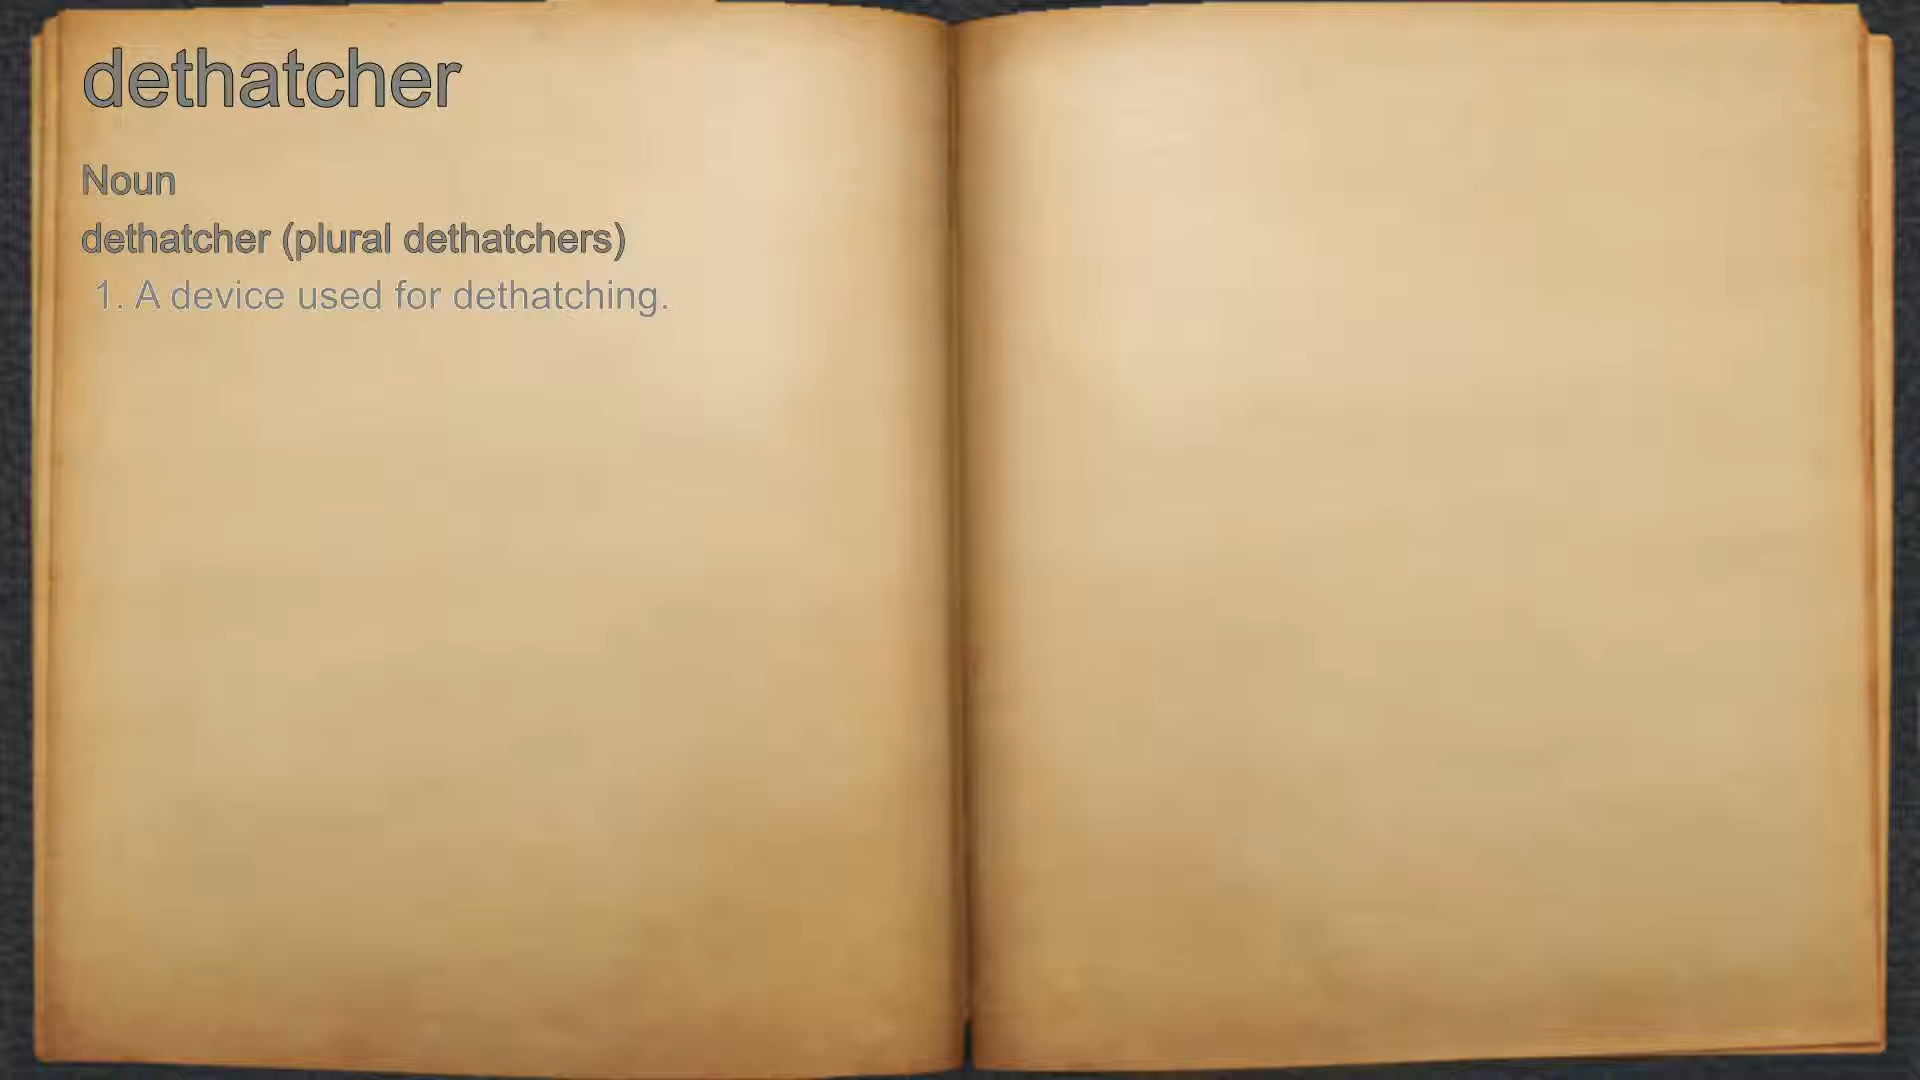 dethatcher
Noun
dethatcher (plural dethatchers)
1. A device used for dethatching.